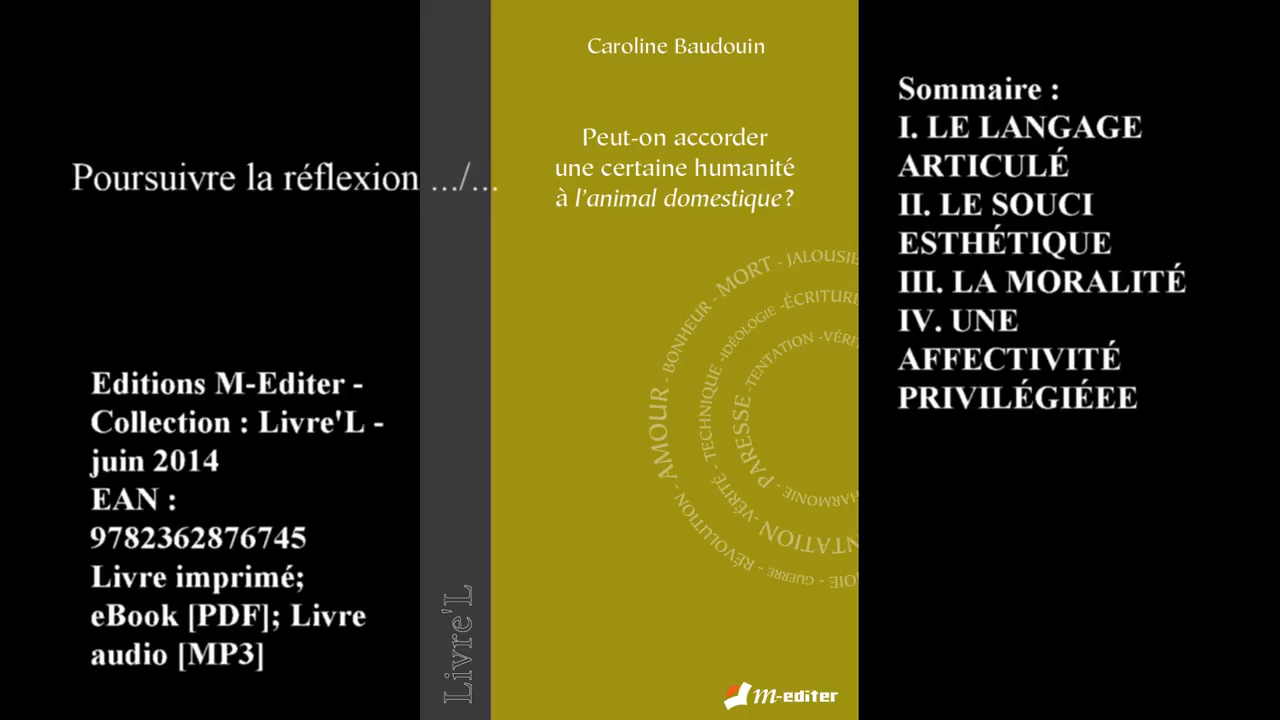 Poursuivre la réflexion .../...
Editions M-Editer -
Collection : Livre'L -
juin 2014
EAN :
9782362876745
Livre imprimé;
eBook [PDF]; Livre
audio [MP3]
Livre'L
Caroline Baudouin
Peut-on accorder
une certaine humanité
à l'animal domestique ?
RÉVOLUTION - AMOUR - BONHEUR - MORT - JALOUSIE
VÉRITÉ - TECHNIQUE - IDÉOLOGIE - ÉCRITURE
PARESSE - TENTATION - VÉRIT
HARMONIE -
NTATION -
OIE - GUERRE -
m-editer
Sommaire :
I. LE LANGAGE
ARTICULÉ
II. LE SOUCI
ESTHÉTIQUE
III. LA MORALITÉ
IV. UNE
AFFECTIVITÉ
PRIVILÉGIÉEE